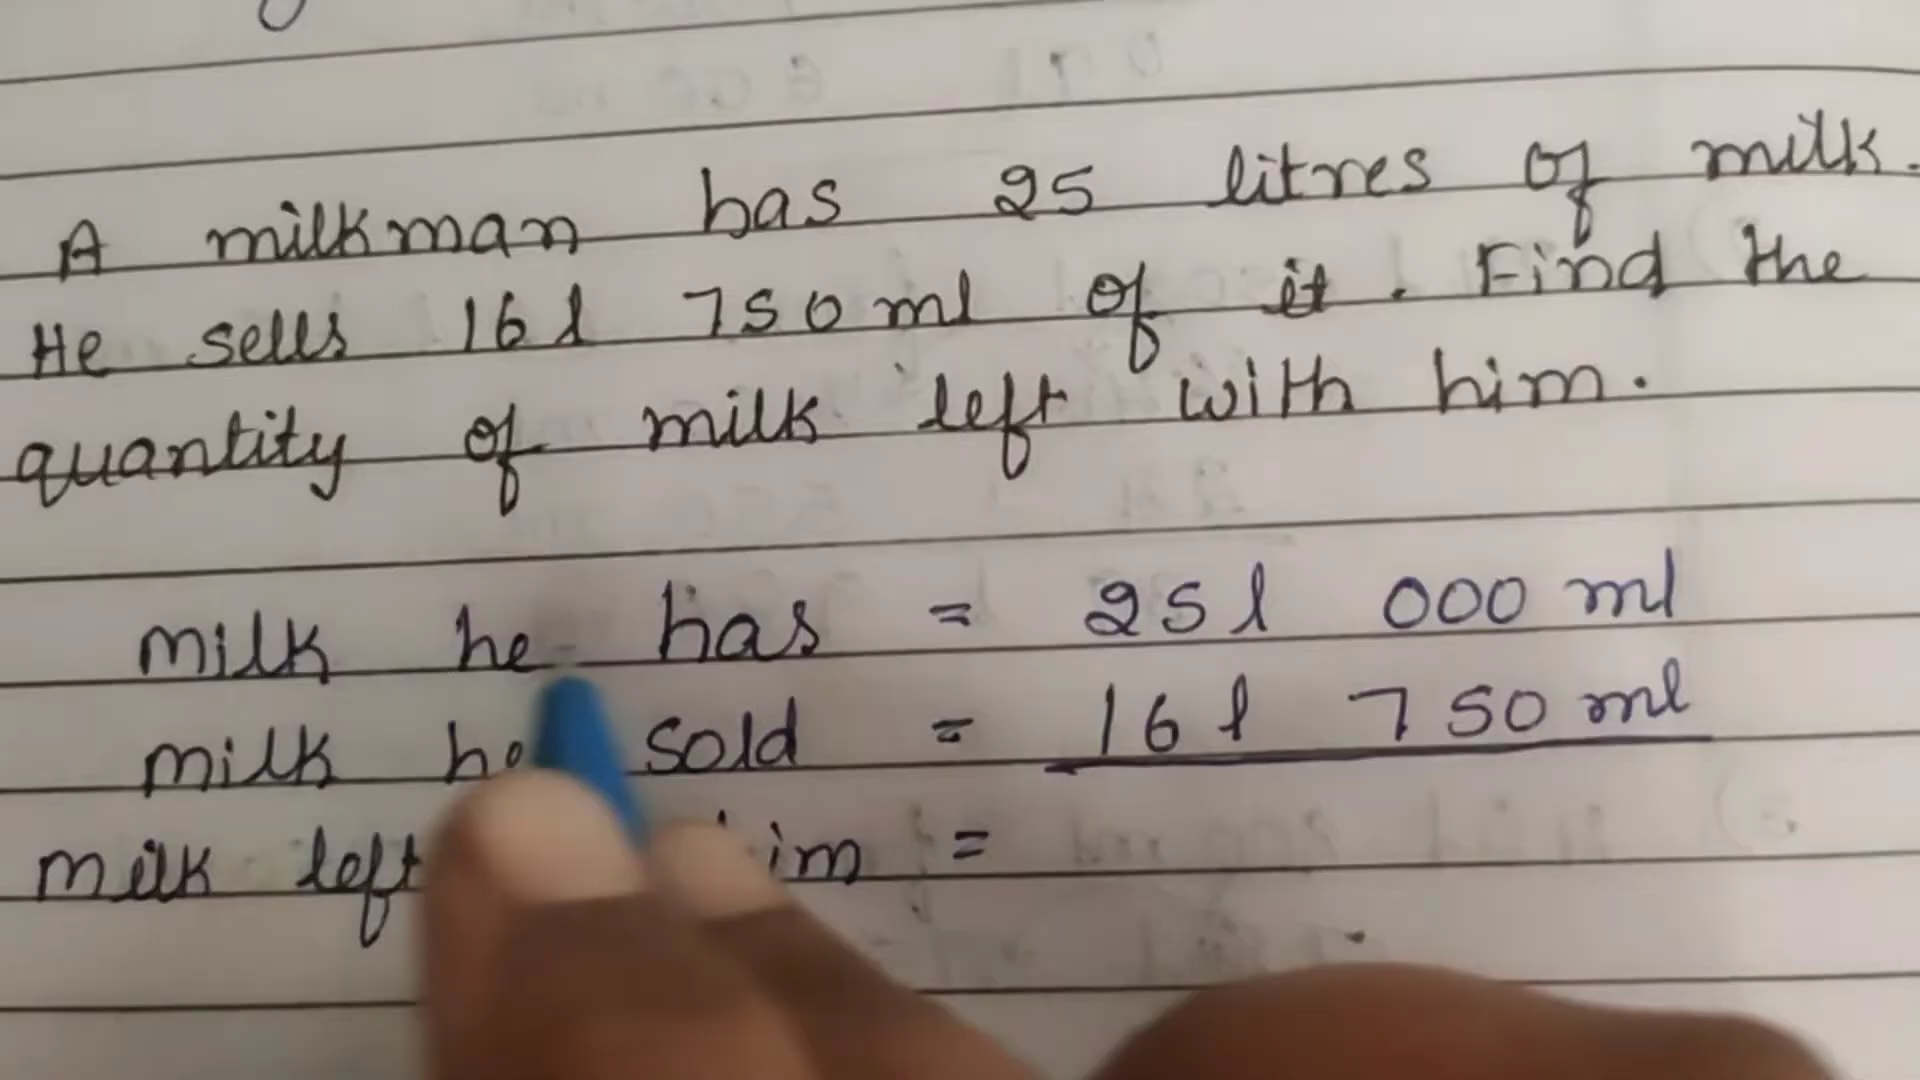 A milkman has 25 litres of milk.
He sells 16 l 750 ml of it. Find the
quantity of milk left with him.
milk he has = 25 l 000 ml
milk he sold = 16 l 750 ml
milk left =